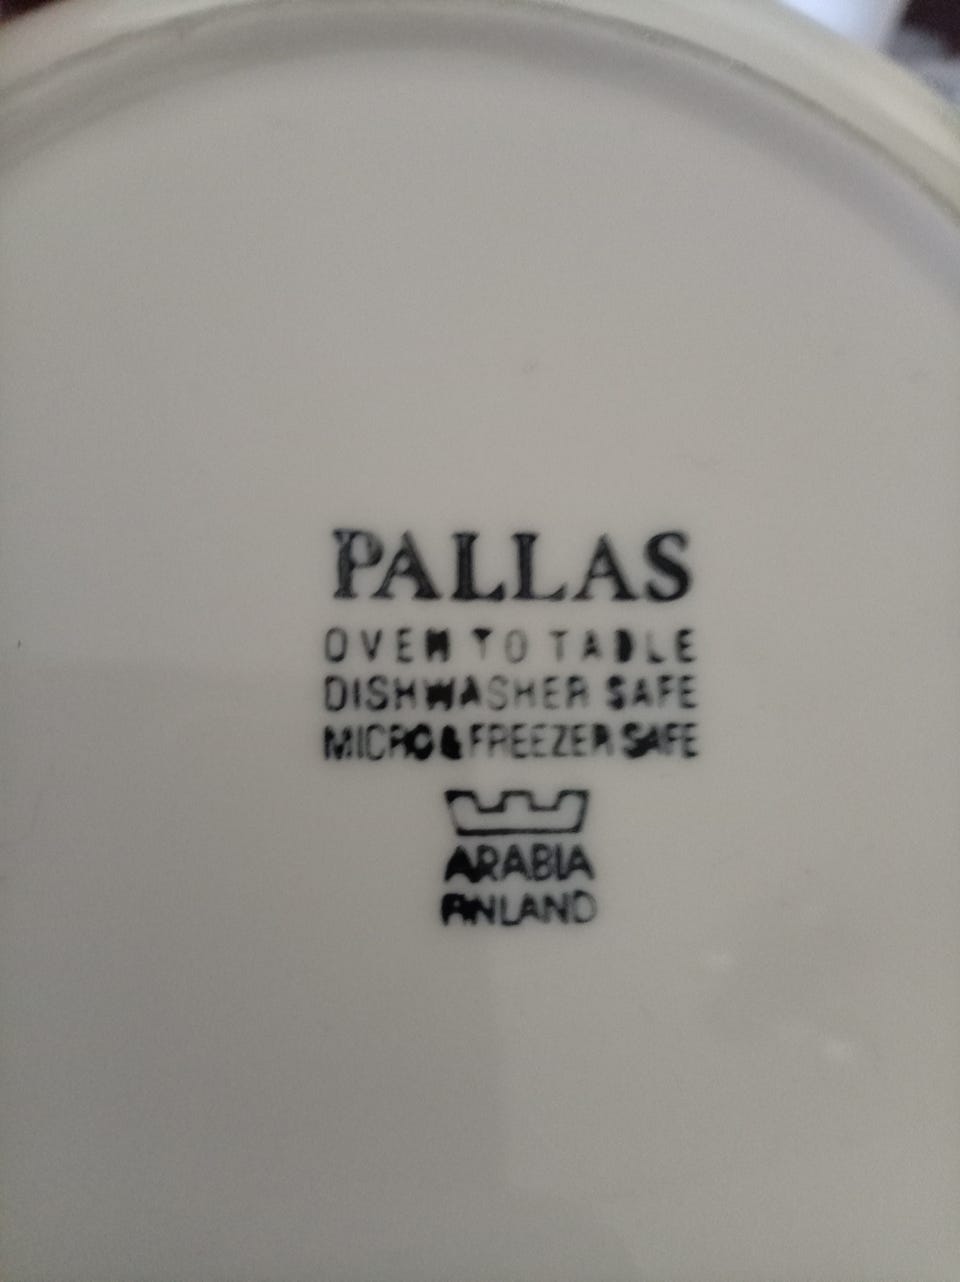 PALLAS
OVEN TO TABLE
DISHWASHER SAFE
MICRO & FREEZER SAFE
ARABIA
FINLAND